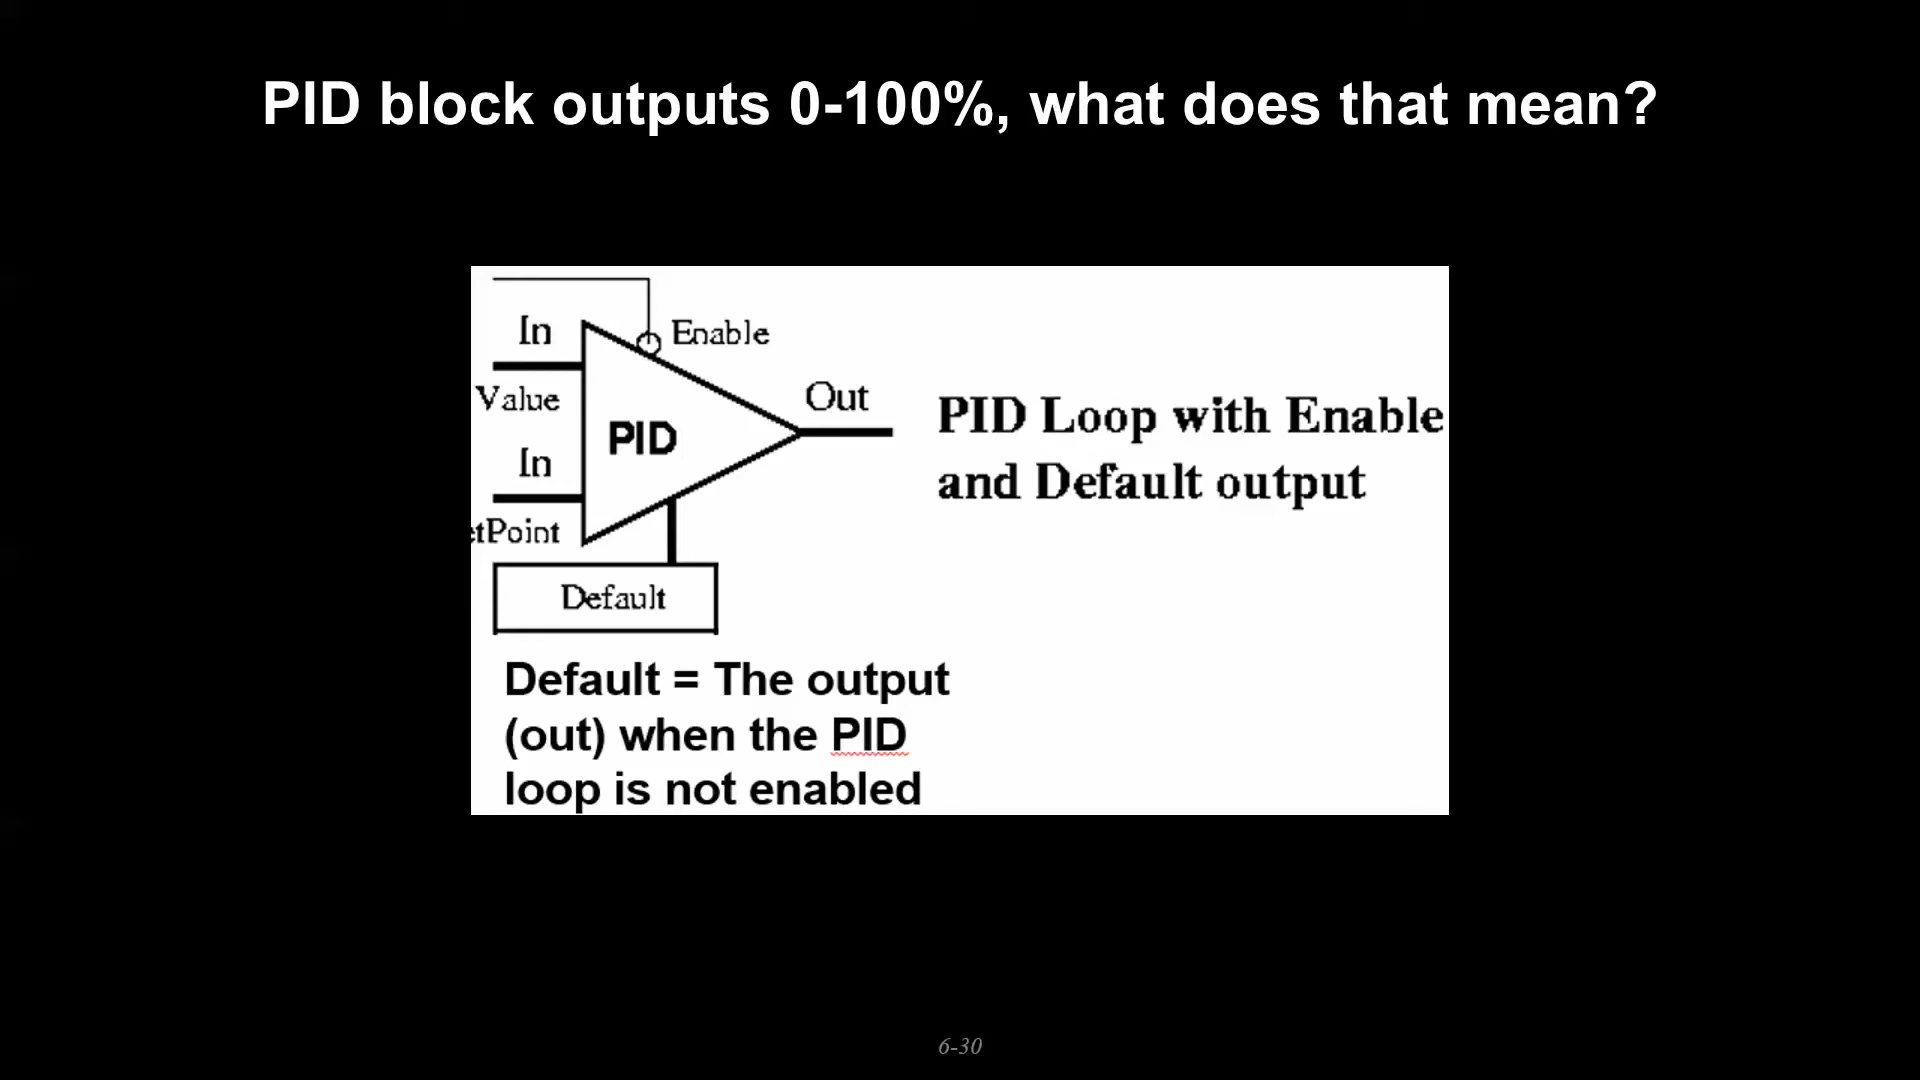 PID block outputs 0-100%, what does that mean?
In
Enable
Value
Out
PID
In
etPoint
Default
PID Loop with Enable
and Default output
Default = The output
(out) when the PID
loop is not enabled
6-30